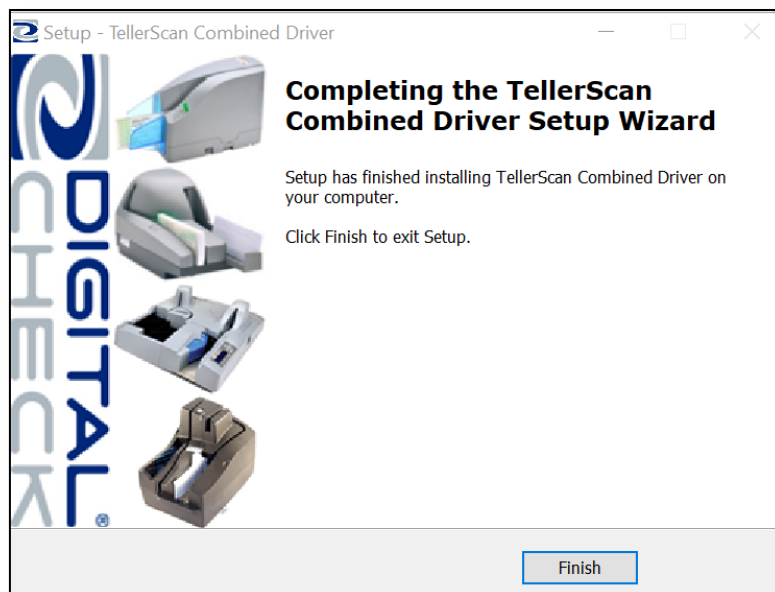 Setup - TellerScan Combined Driver
DIGITAL
CHECK
®
Completing the TellerScan
Combined Driver Setup Wizard
Setup has finished installing TellerScan Combined Driver on
your computer.
Click Finish to exit Setup.
Finish